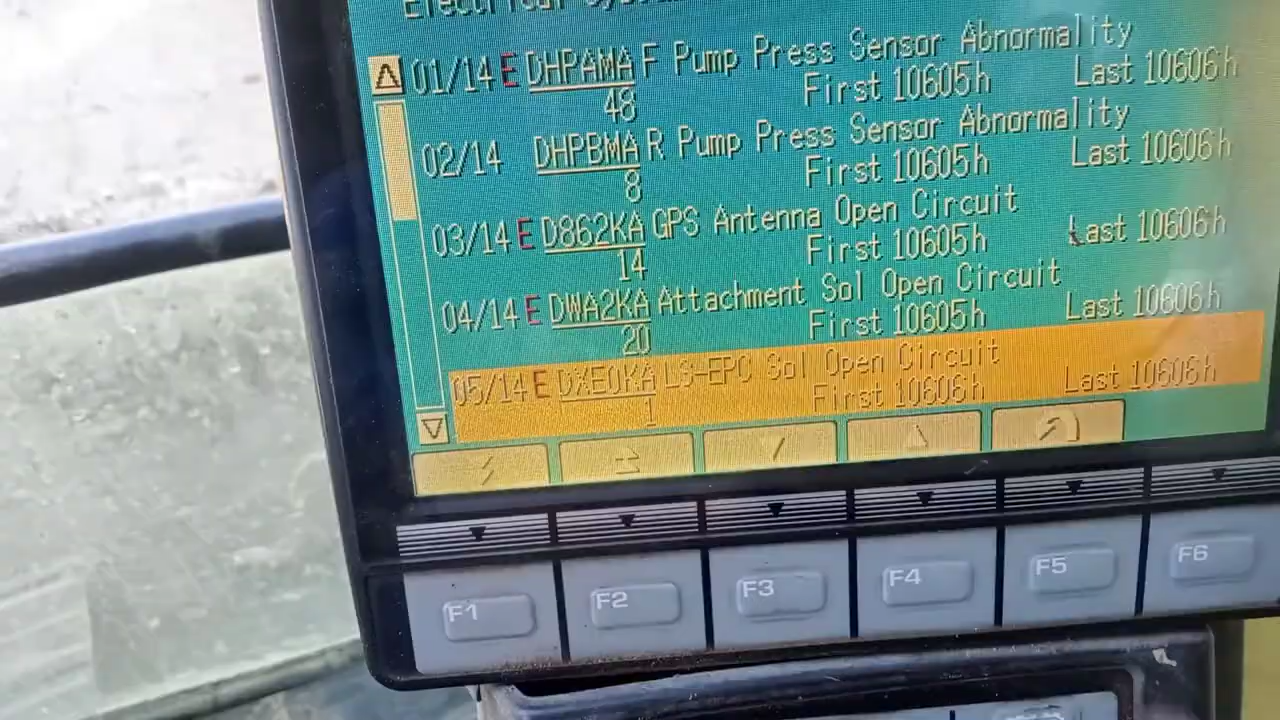 Electrical Syste
01/14 E DHPAMA F Pump Press Sensor Abnormality
48 First 10605h Last 10606h
02/14 DHPBMA R Pump Press Sensor Abnormality
8 First 10605h Last 10606h
03/14 E D862KA GPS Antenna Open Circuit
14 First 10605h Last 10606h
04/14 E DWA2KA Attachment Sol Open Circuit
20 First 10605h Last 10606h
05/14 E DXE0KA LS-EPC Sol Open Circuit
1 First 10606h Last 10606h
F1 F2 F3 F4 F5 F6